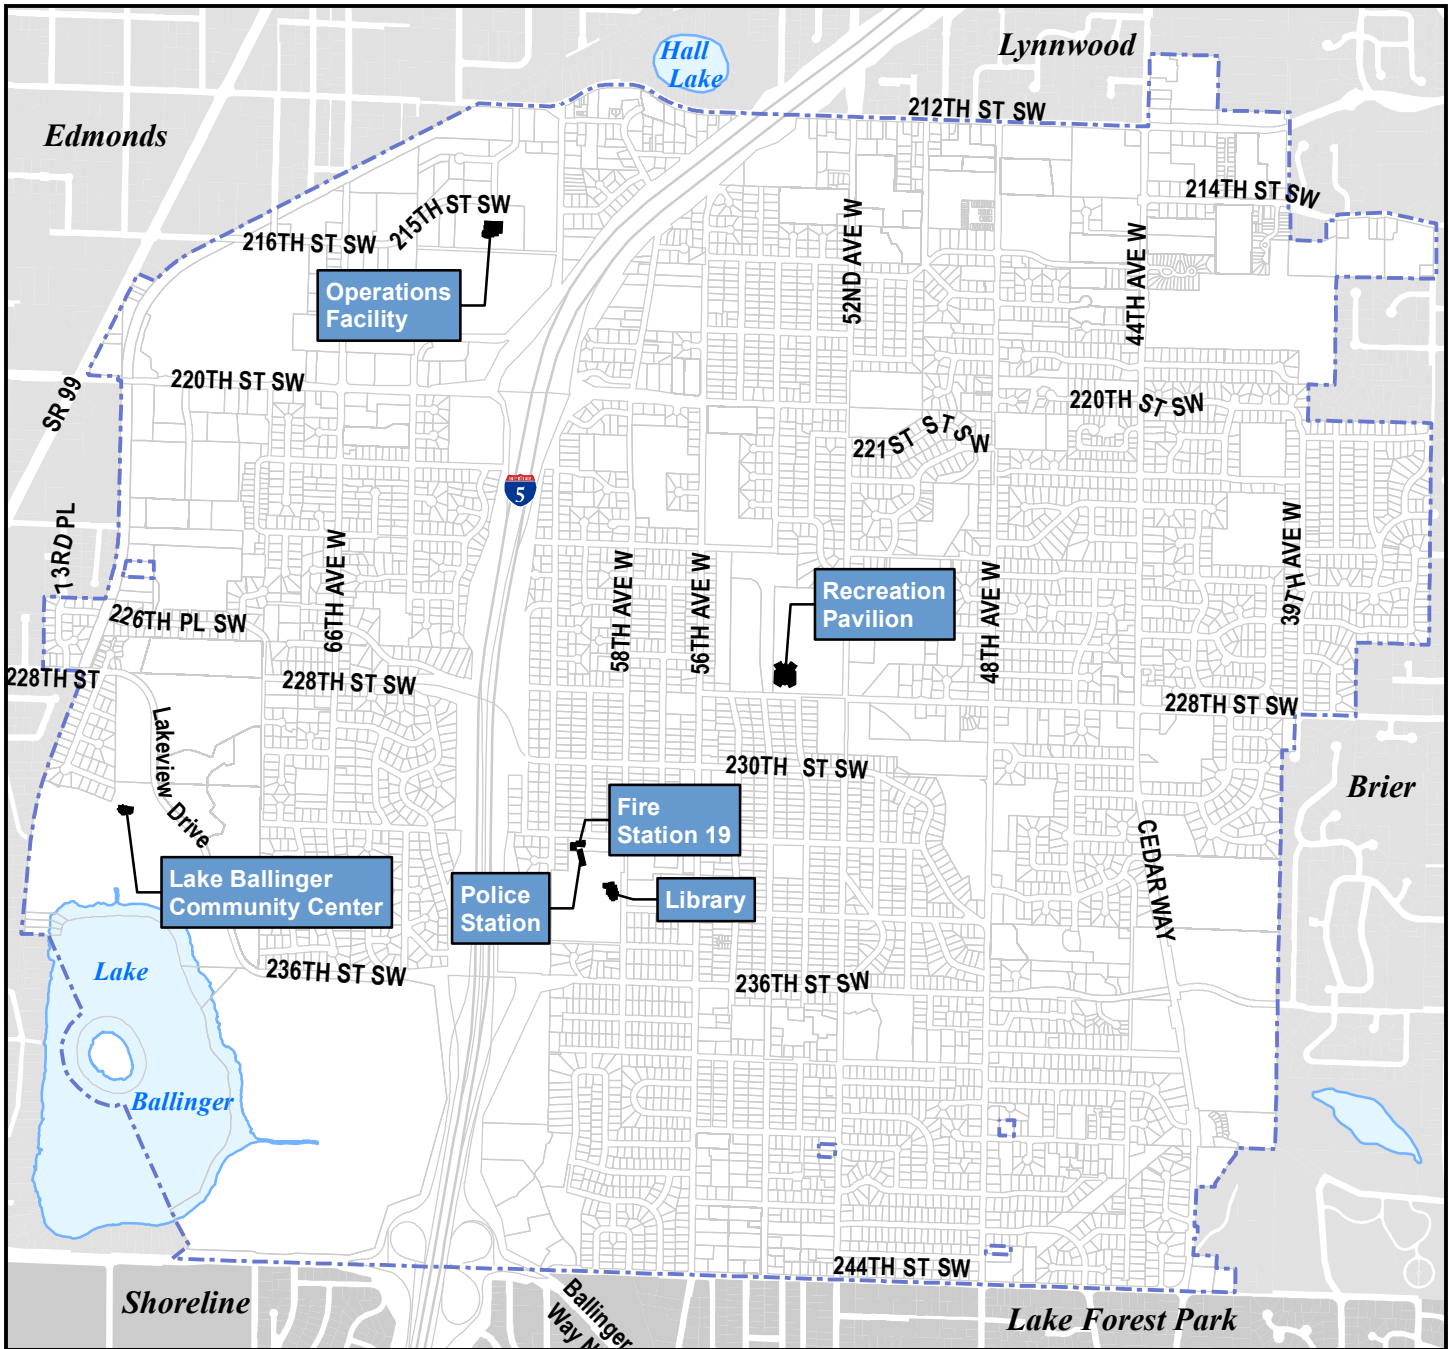 Hall
Lake
Lynnwood
212TH ST SW
Edmonds
214TH ST SW
215TH ST SW
216TH ST SW
52ND AVE W
44TH AVE W
Operations
Facility
220TH ST SW
SR 99
220TH ST SW
221ST ST SW
5
73RD PL
66TH AVE W
58TH AVE W
56TH AVE W
48TH AVE W
39TH AVE W
Recreation
Pavilion
226TH PL SW
228TH ST
228TH ST SW
228TH ST SW
Lakeview Drive
230TH ST SW
Brier
Fire
Station 19
CEDAR WAY
Lake Ballinger
Community Center
Police
Station
Library
Lake
236TH ST SW
236TH ST SW
Ballinger
244TH ST SW
Shoreline
Ballinger
Way N
Lake Forest Park